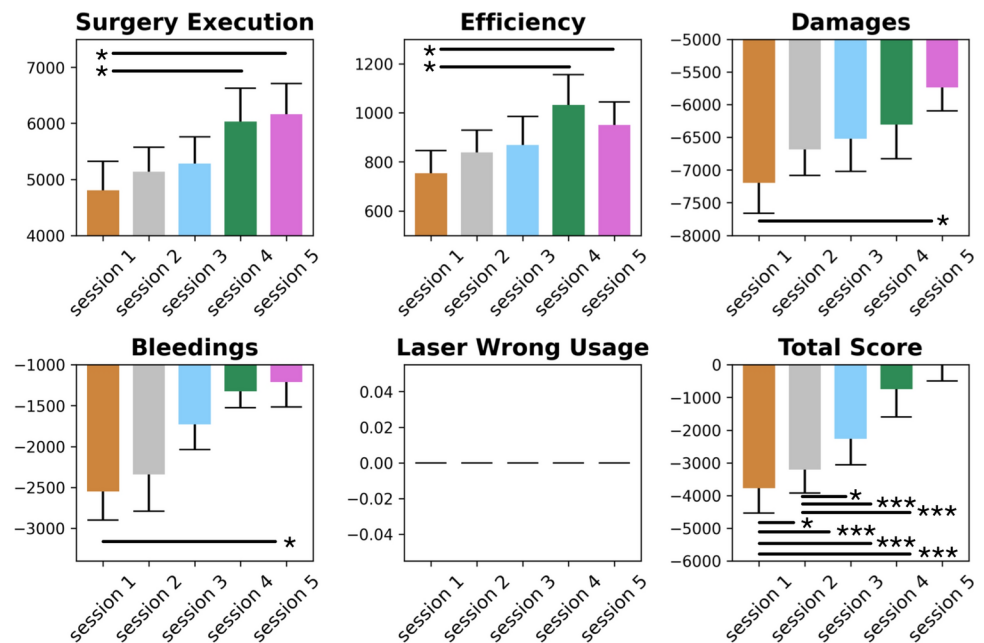 Surgery Execution
7000
6000
5000
4000
*
*
session 1
session 2
session 3
session 4
session 5
Efficiency
1200
1000
800
600
*
*
session 1
session 2
session 3
session 4
session 5
Damages
−5000
−5500
−6000
−6500
−7000
−7500
−8000
*
session 1
session 2
session 3
session 4
session 5
Bleedings
−1000
−1500
−2000
−2500
−3000
*
session 1
session 2
session 3
session 4
session 5
Laser Wrong Usage
0.04
0.02
0.00
−0.02
−0.04
session 1
session 2
session 3
session 4
session 5
Total Score
0
−1000
−2000
−3000
−4000
−5000
−6000
*
***
***
*
***
***
***
session 1
session 2
session 3
session 4
session 5